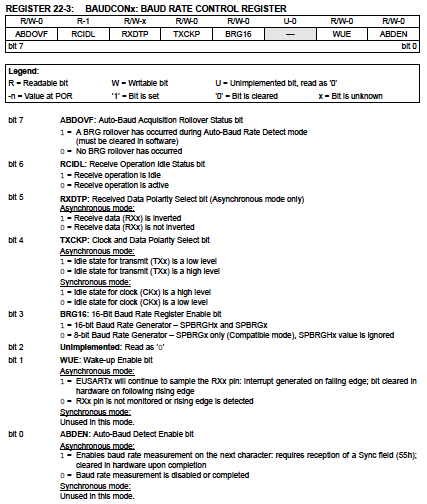 REGISTER 22-3: BAUDCONx: BAUD RATE CONTROL REGISTER
R/W-0 R-1 R/W-x R/W-0 R/W-0 U-0 R/W-0 R/W-0
ABDOVF RCIDL RXDTP TXCKP BRG16 — WUE ABDEN
bit 7 bit 0
Legend:
R = Readable bit W = Writable bit U = Unimplemented bit, read as '0'
-n = Value at POR '1' = Bit is set '0' = Bit is cleared x = Bit is unknown
bit 7 ABDOVF: Auto-Baud Acquisition Rollover Status bit
1 = A BRG rollover has occurred during Auto-Baud Rate Detect mode
(must be cleared in software)
0 = No BRG rollover has occurred
bit 6 RCIDL: Receive Operation Idle Status bit
1 = Receive operation is Idle
0 = Receive operation is active
bit 5 RXDTP: Received Data Polarity Select bit (Asynchronous mode only)
Asynchronous mode:
1 = Receive data (RXx) is inverted
0 = Receive data (RXx) is not inverted
bit 4 TXCKP: Clock and Data Polarity Select bit
Asynchronous mode:
1 = Idle state for transmit (TXx) is a low level
0 = Idle state for transmit (TXx) is a high level
Synchronous mode:
1 = Idle state for clock (CKx) is a high level
0 = Idle state for clock (CKx) is a low level
bit 3 BRG16: 16-Bit Baud Rate Register Enable bit
1 = 16-bit Baud Rate Generator – SPBRGHx and SPBRGx
0 = 8-bit Baud Rate Generator – SPBRGx only (Compatible mode), SPBRGHx value is ignored
bit 2 Unimplemented: Read as '0'
bit 1 WUE: Wake-up Enable bit
Asynchronous mode:
1 = EUSARTx will continue to sample the RXx pin: interrupt generated on falling edge; bit cleared in
hardware on following rising edge
0 = RXx pin is not monitored or rising edge is detected
Synchronous mode:
Unused in this mode.
bit 0 ABDEN: Auto-Baud Detect Enable bit
Asynchronous mode:
1 = Enables baud rate measurement on the next character: requires reception of a Sync field (55h);
cleared in hardware upon completion
0 = Baud rate measurement is disabled or completed
Synchronous mode:
Unused in this mode.